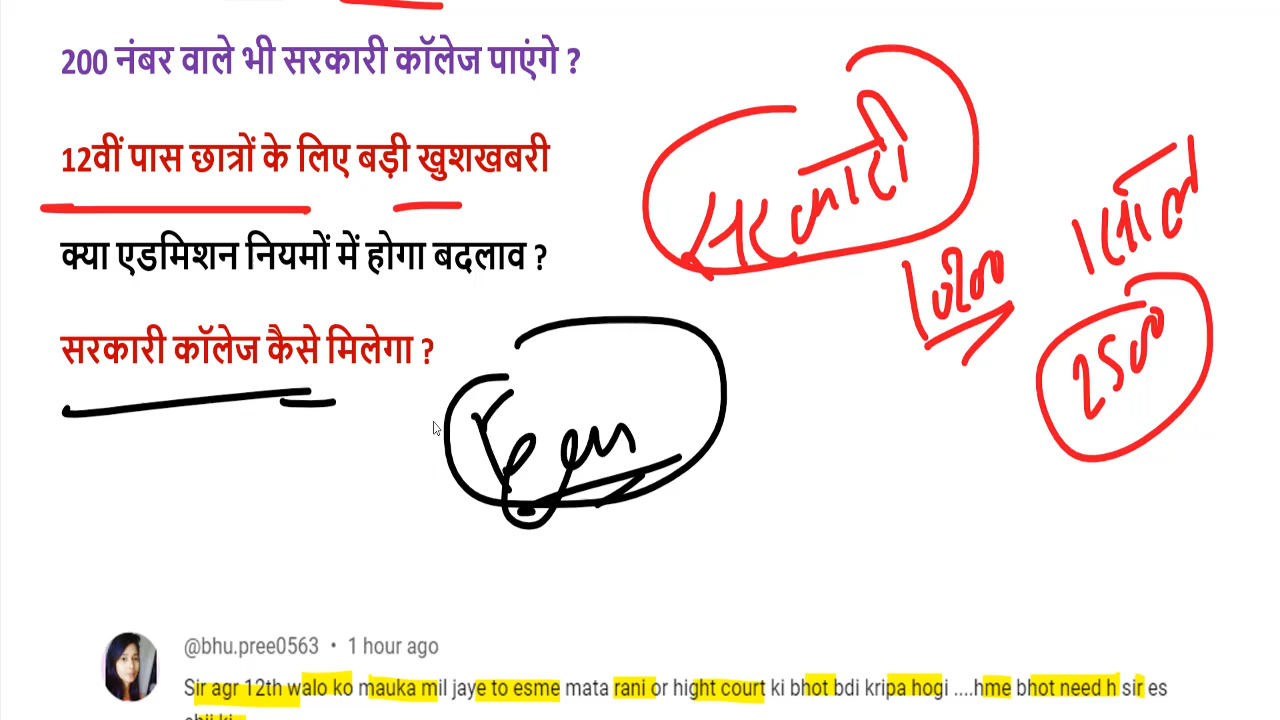 200 नंबर वाले भी सरकारी कॉलेज पाएंगे ?
12वीं पास छात्रों के लिए बड़ी खुशखबरी
सरकारी
क्या एडमिशन नियमों में होगा बदलाव ?
1 साल
सरकारी कॉलेज कैसे मिलेगा ?
2500
@bhu.pree0563 • 1 hour ago
Sir agr 12th walo ko mauka mil jaye to esme mata rani or hight court ki bhot bdi kripa hogi ....hme bhot need h sir es